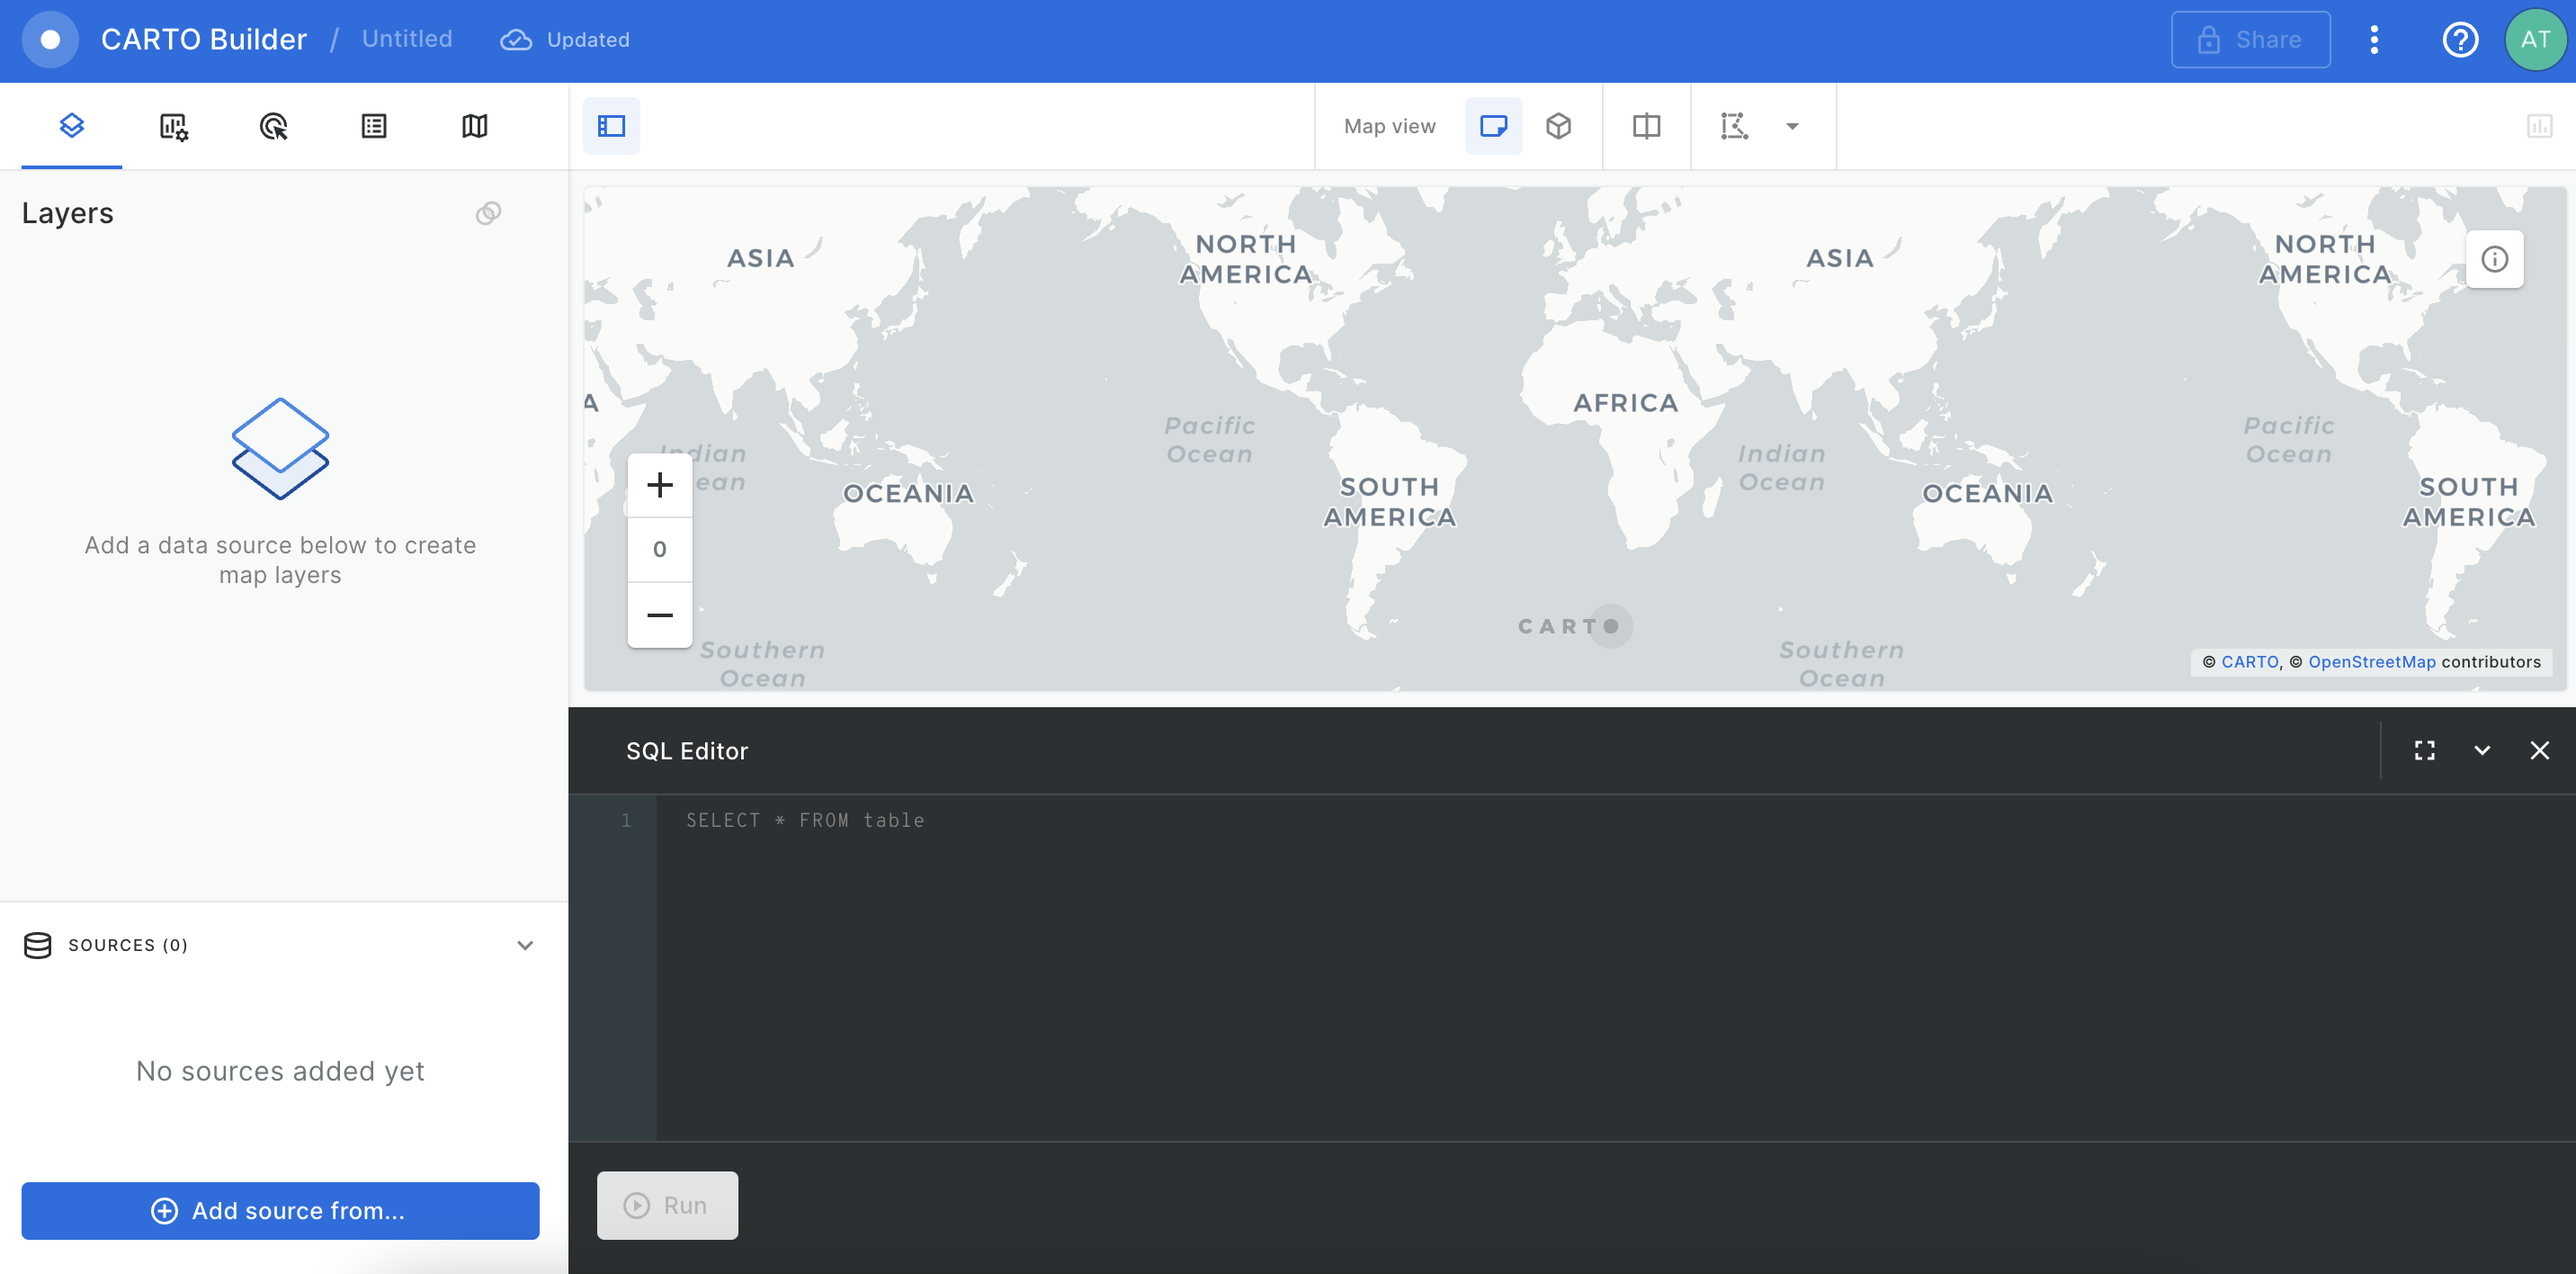 CARTO Builder / Untitled Updated
Share
AT
Map view
Layers
Add a data source below to create
map layers
SOURCES (0)
No sources added yet
Add source from...
ASIA
NORTH
AMERICA
ASIA
NORTH
AMERICA
A
AFRICA
Pacific
Ocean
Pacific
Ocean
Indian
Ocean
OCEANIA
SOUTH
AMERICA
OCEANIA
SOUTH
AMERICA
+
0
−
CARTO
Southern
Ocean
Southern
Ocean
© CARTO, © OpenStreetMap contributors
SQL Editor
1 SELECT * FROM table
Run